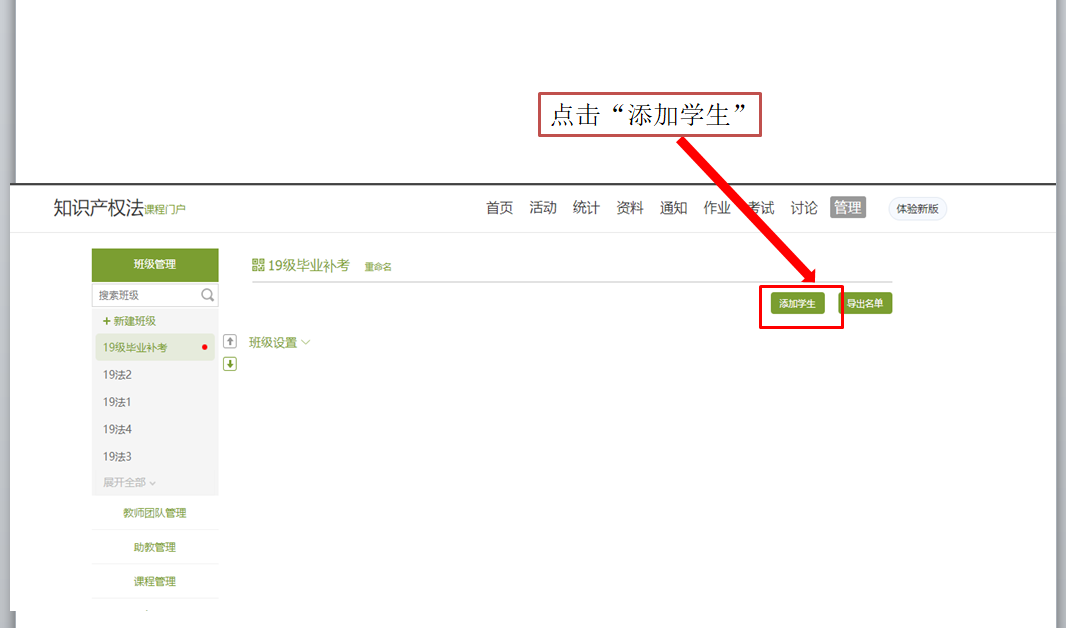 点击“添加学生”
知识产权法课程门户
首页 活动 统计 资料 通知 作业 考试 讨论 管理 体验新版
班级管理
19级毕业补考 重命名
搜索班级
添加学生 导出名单
+ 新建班级
19级毕业补考
班级设置
19法2
19法1
19法4
19法3
展开全部
教师团队管理
助教管理
课程管理